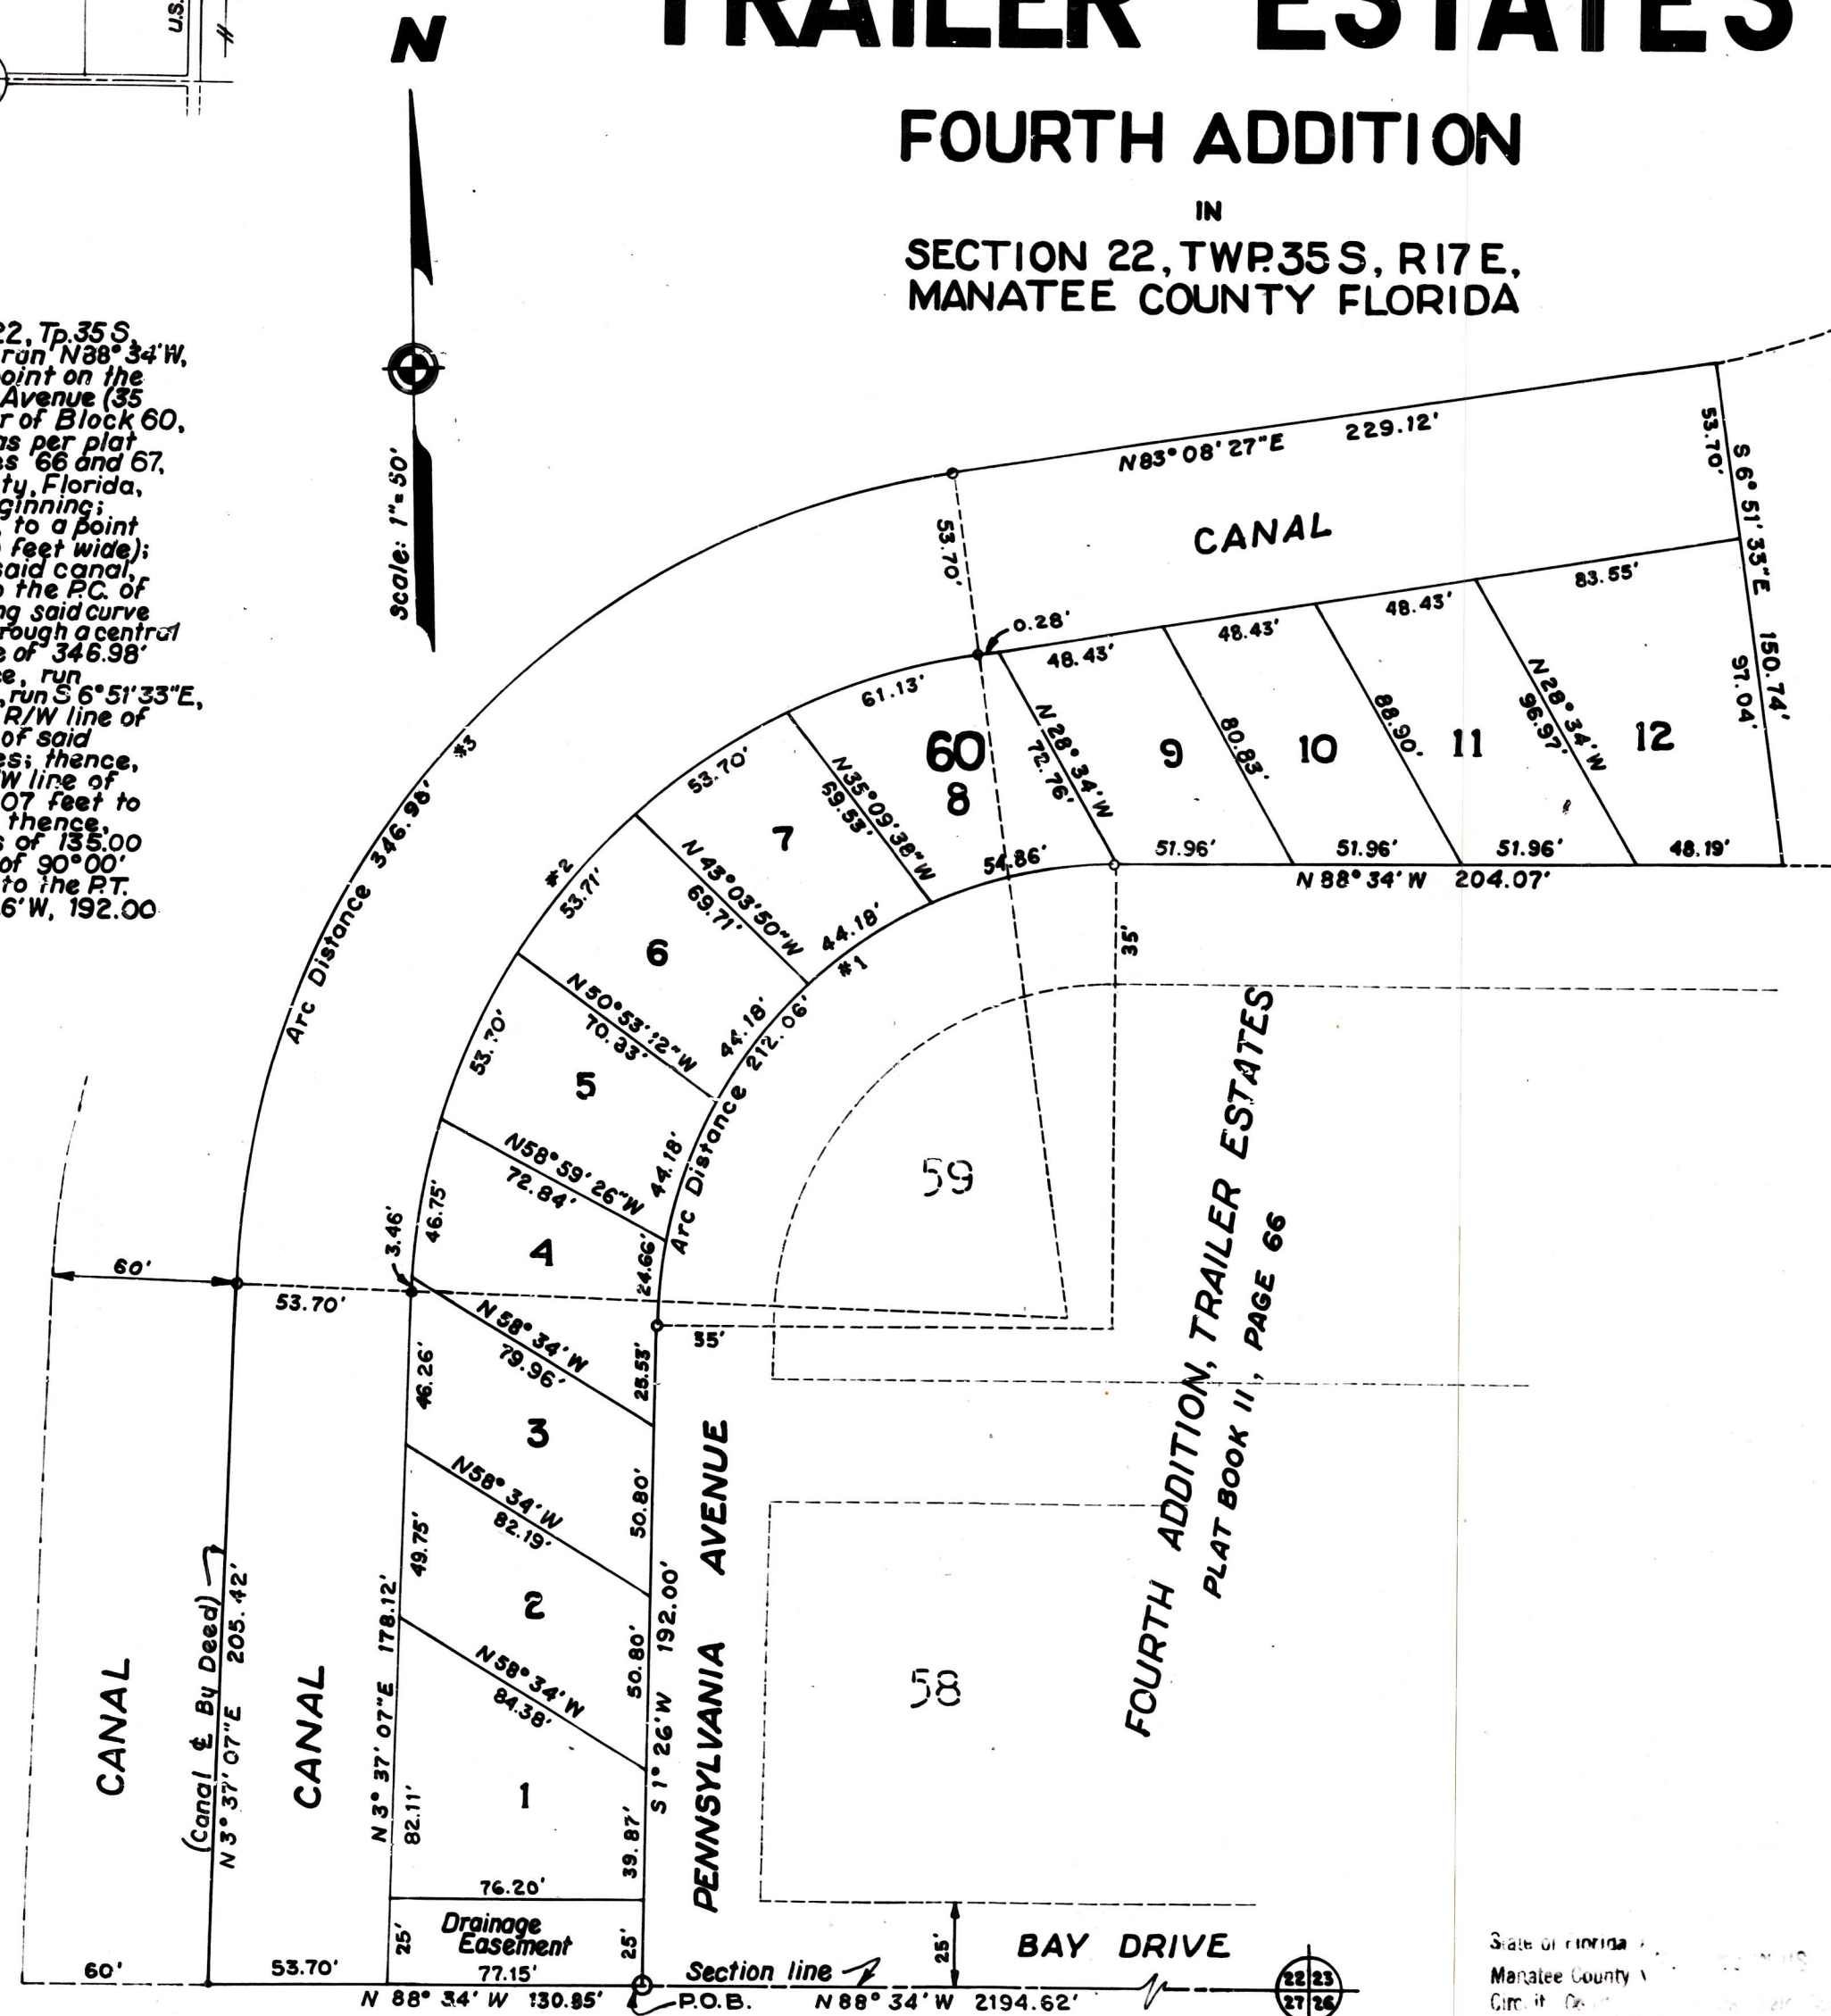 U.S.
N
TRAILER ESTATES
FOURTH ADDITION
IN
SECTION 22, TWP. 35 S, R 17 E,
MANATEE COUNTY FLORIDA
Scale: 1"= 50'
22, Tp. 35 S,
run N88° 34' W,
point on the
Avenue (35
r of Block 60,
as per plat
s 66 and 67,
ty, Florida,
ginning;
to a point
feet wide);
said canal,
the P.C. of
ng said curve
rough a central
e of 346.98'
ce, run
, run S 6° 51' 33" E,
R/W line of
of said
es; thence,
/W line of
07 feet to
thence,
s of 135.00
of 90° 00'
to the P.T.
6' W, 192.00
N 83° 08' 27" E 229.12'
53.70'
S 6° 51' 33" E 150.74'
97.04'
53.70'
CANAL
0.28'
48.43'
48.43'
48.43'
83.55'
61.13'
60
8
N 28° 34' W
72.76'
9
80.83'
10
88.90'
11
N 28° 34' W
96.97'
12
54.86'
51.96'
51.96'
51.96'
48.19'
N 88° 34' W 204.07'
35'
#3
Arc Distance 346.98'
53.70'
7
N 35° 09' 38" W
69.53'
#2
53.71'
N 43° 03' 50" W
69.71'
44.18'
#1
6
N 50° 53' 12" W
44.18'
Arc Distance 212.06'
53.70'
5
44.18'
N 58° 59' 26" W
72.84'
46.75'
4
24.66'
3.46'
60'
53.70'
55'
59
N 58° 34' W
79.96'
46.26'
25.53'
3
N 58° 34' W
82.19'
50.80'
49.75'
2
N 58° 34' W
84.38'
50.80'
1
82.11'
39.87'
N 3° 37' 07" E 178.12'
S 1° 26' W 192.00'
PENNSYLVANIA AVENUE
58
FOURTH ADDITION, TRAILER ESTATES
PLAT BOOK 11, PAGE 66
CANAL
(Canal ℄ By Deed)
N 3° 37' 07" E 205.42'
CANAL
76.20'
Drainage
Easement
25'
25'
60'
53.70'
77.15'
N 88° 34' W 130.85'
P.O.B.
Section line
N 88° 34' W 2194.62'
25'
BAY DRIVE
22 23
27 26
State of Florida
Manatee County